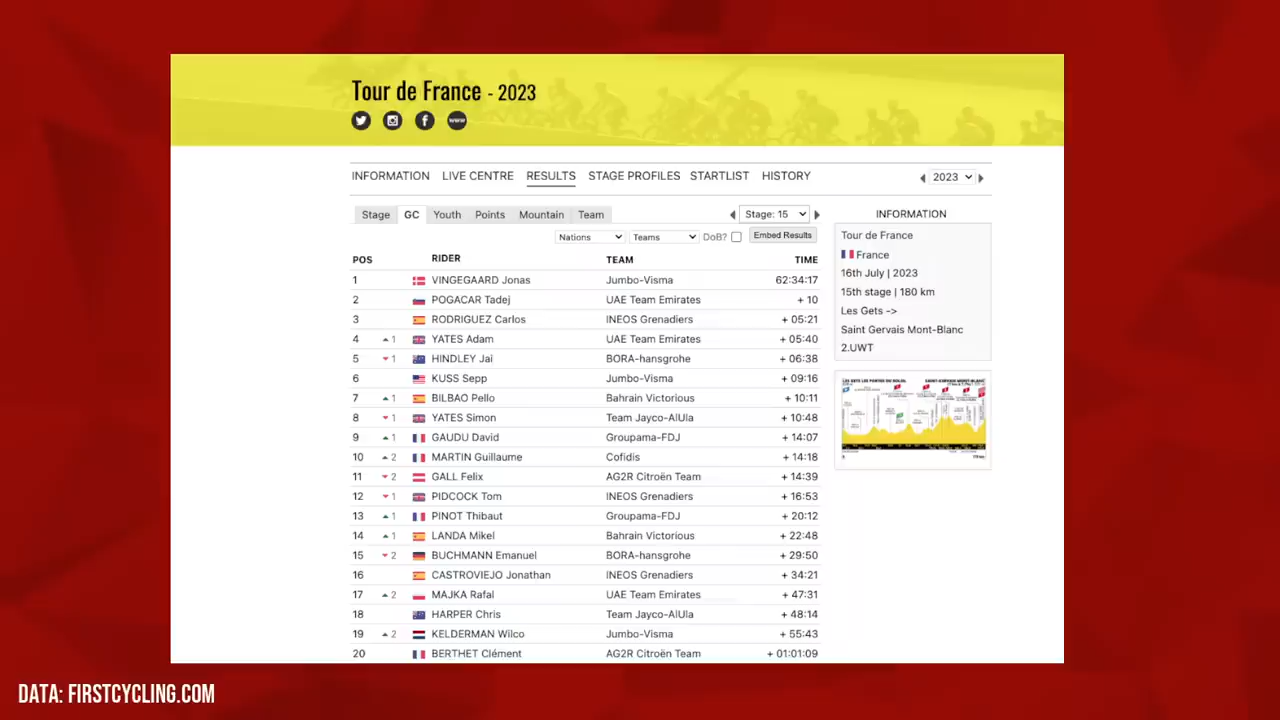 Tour de France - 2023
www
INFORMATION LIVE CENTRE RESULTS STAGE PROFILES STARTLIST HISTORY 2023
Stage GC Youth Points Mountain Team Stage: 15
Nations Teams DoB? Embed Results
POS RIDER TEAM TIME
1 VINGEGAARD Jonas Jumbo-Visma 62:34:17
2 POGACAR Tadej UAE Team Emirates + 10
3 RODRIGUEZ Carlos INEOS Grenadiers + 05:21
4 1 YATES Adam UAE Team Emirates + 05:40
5 1 HINDLEY Jai BORA-hansgrohe + 06:38
6 KUSS Sepp Jumbo-Visma + 09:16
7 1 BILBAO Pello Bahrain Victorious + 10:11
8 1 YATES Simon Team Jayco-AlUla + 10:48
9 1 GAUDU David Groupama-FDJ + 14:07
10 2 MARTIN Guillaume Cofidis + 14:18
11 2 GALL Felix AG2R Citroën Team + 14:39
12 1 PIDCOCK Tom INEOS Grenadiers + 16:53
13 1 PINOT Thibaut Groupama-FDJ + 20:12
14 1 LANDA Mikel Bahrain Victorious + 22:48
15 2 BUCHMANN Emanuel BORA-hansgrohe + 29:50
16 CASTROVIEJO Jonathan INEOS Grenadiers + 34:21
17 2 MAJKA Rafal UAE Team Emirates + 47:31
18 HARPER Chris Team Jayco-AlUla + 48:14
19 2 KELDERMAN Wilco Jumbo-Visma + 55:43
20 BERTHET Clément AG2R Citroën Team + 01:01:09
INFORMATION
Tour de France
France
16th July | 2023
15th stage | 180 km
Les Gets ->
Saint Gervais Mont-Blanc
2.UWT
LES GETS LES PORTES DU SOLEIL SAINT-GERVAIS MONT-BLANC
DATA: FIRSTCYCLING.COM